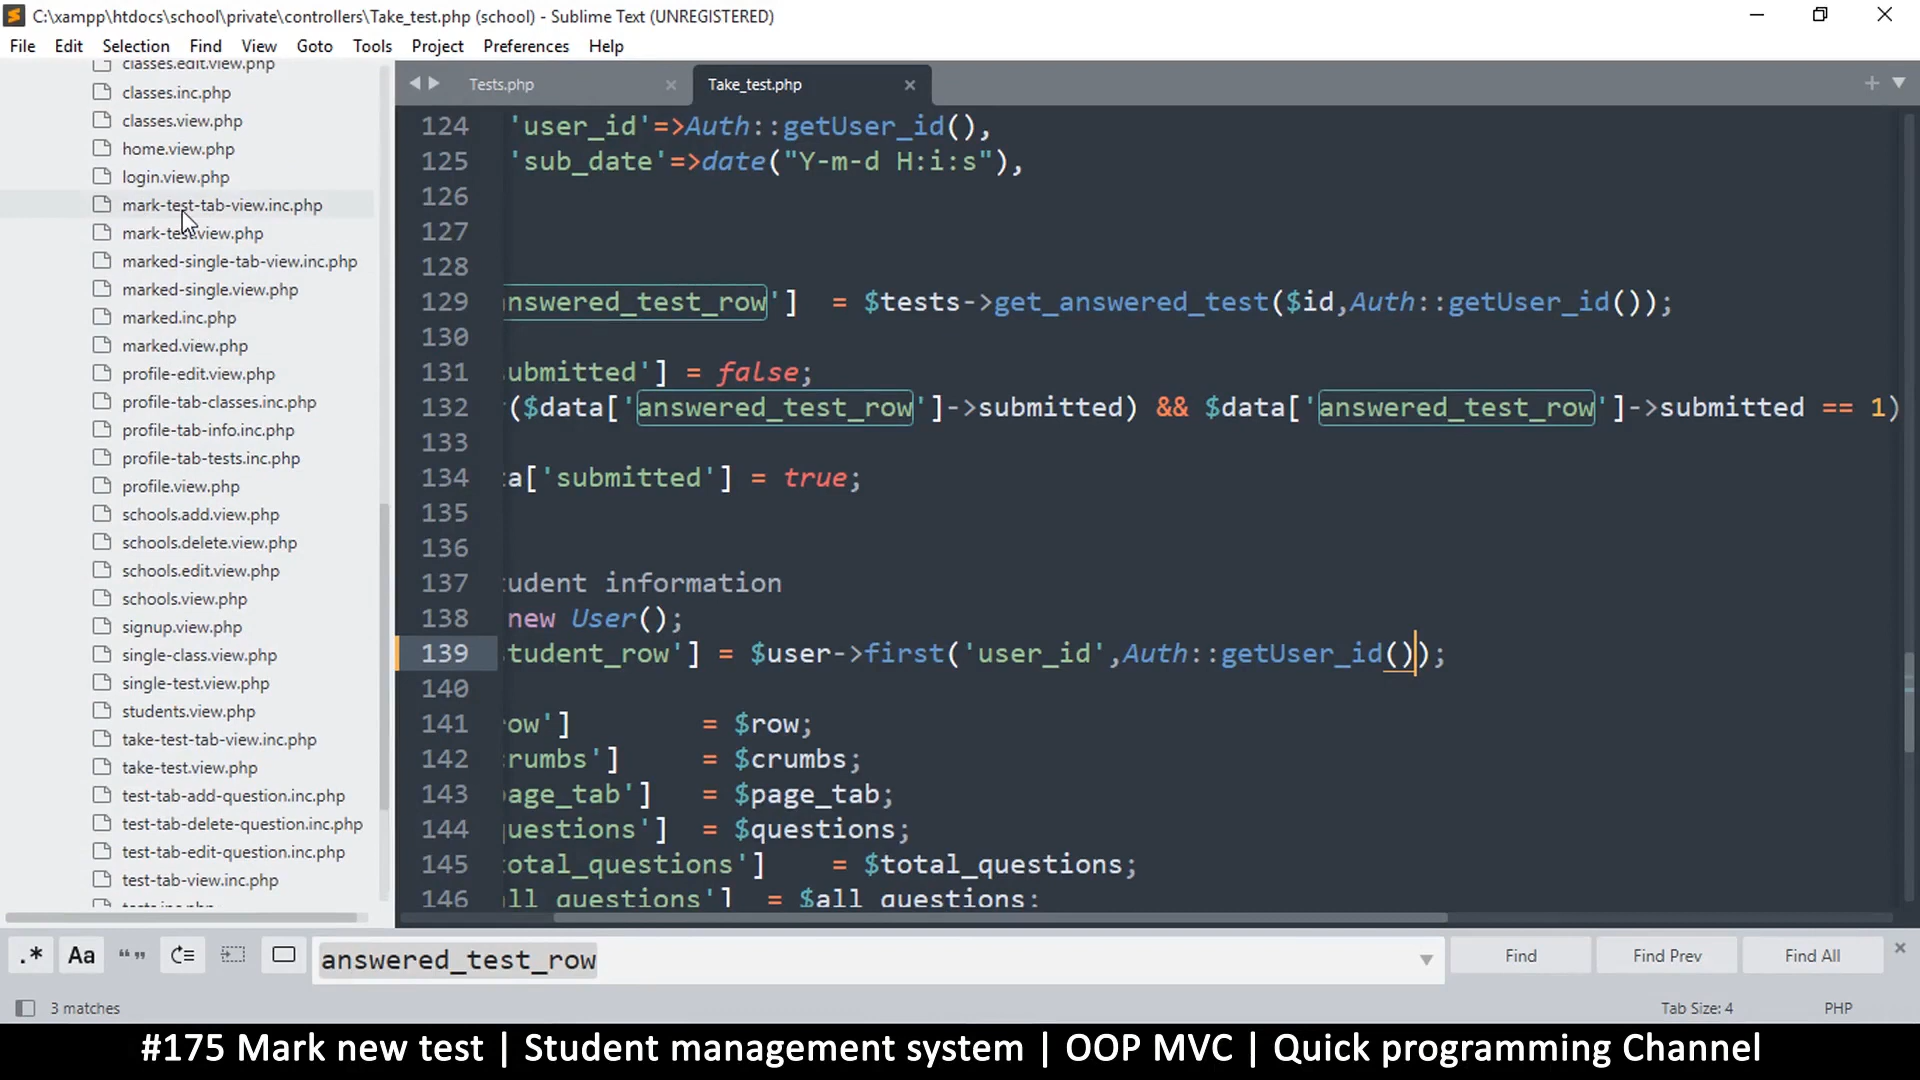 C:\xampp\htdocs\school\private\controllers\Take_test.php (school) - Sublime Text (UNREGISTERED)
File Edit Selection Find View Goto Tools Project Preferences Help
classes.edit.view.php
classes.inc.php
classes.view.php
home.view.php
login.view.php
mark-test-tab-view.inc.php
mark-test.view.php
marked-single-tab-view.inc.php
marked-single.view.php
marked.inc.php
marked.view.php
profile-edit.view.php
profile-tab-classes.inc.php
profile-tab-info.inc.php
profile-tab-tests.inc.php
profile.view.php
schools.add.view.php
schools.delete.view.php
schools.edit.view.php
schools.view.php
signup.view.php
single-class.view.php
single-test.view.php
students.view.php
take-test-tab-view.inc.php
take-test.view.php
test-tab-add-question.inc.php
test-tab-delete-question.inc.php
test-tab-edit-question.inc.php
test-tab-view.inc.php
Tests.php × Take_test.php ×
124 'user_id'=>Auth::getUser_id(),
125 'sub_date'=>date("Y-m-d H:i:s"),
126
127
128
129 nswered_test_row'] = $tests->get_answered_test($id,Auth::getUser_id());
130
131 ubmitted'] = false;
132 ($data['answered_test_row']->submitted) && $data['answered_test_row']->submitted == 1)
133
134 a['submitted'] = true;
135
136
137 tudent information
138 new User();
139 tudent_row'] = $user->first('user_id',Auth::getUser_id());
140
141 ow'] = $row;
142 rumbs'] = $crumbs;
143 page_tab'] = $page_tab;
144 uestions'] = $questions;
145 otal_questions'] = $total_questions;
146 ll_questions'] = $all_questions;
.* Aa “” answered_test_row Find Find Prev Find All ×
3 matches Tab Size: 4 PHP
#175 Mark new test | Student management system | OOP MVC | Quick programming Channel